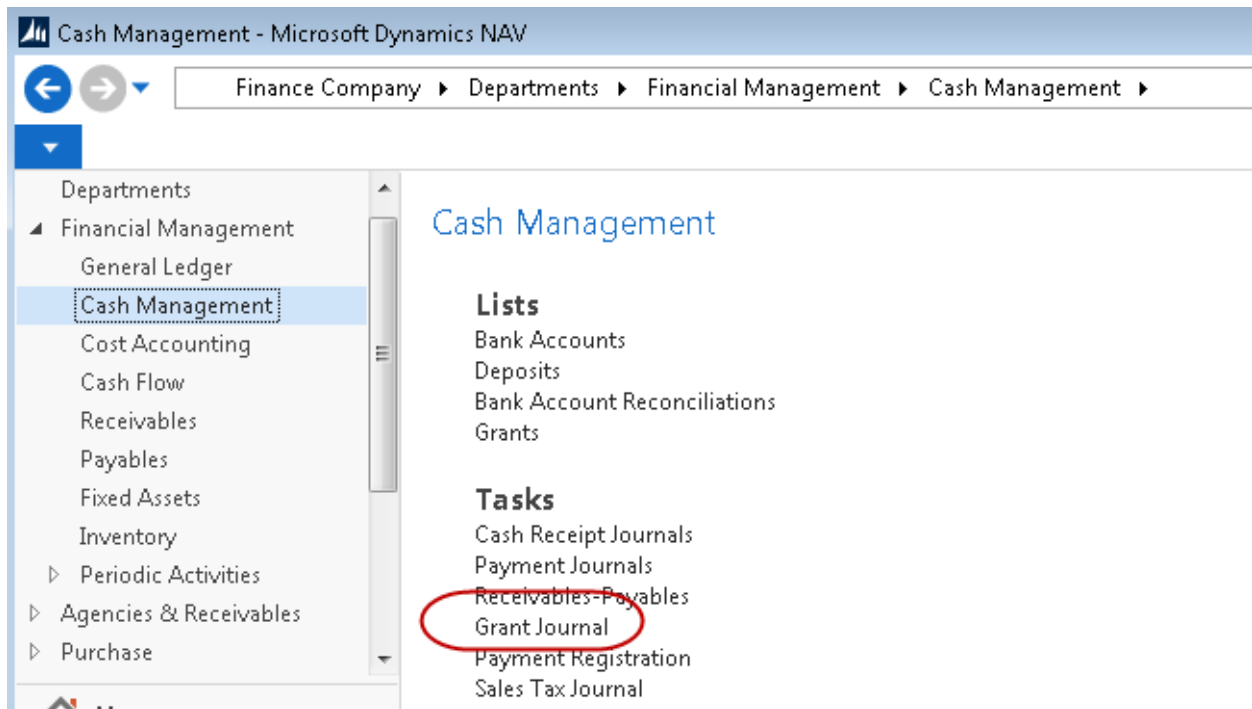 Cash Management - Microsoft Dynamics NAV
Finance Company ▸ Departments ▸ Financial Management ▸ Cash Management ▸
Departments
Financial Management
General Ledger
Cash Management
Cost Accounting
Cash Flow
Receivables
Payables
Fixed Assets
Inventory
Periodic Activities
Agencies & Receivables
Purchase
Cash Management
Lists
Bank Accounts
Deposits
Bank Account Reconciliations
Grants
Tasks
Cash Receipt Journals
Payment Journals
Receivables-Payables
Grant Journal
Payment Registration
Sales Tax Journal